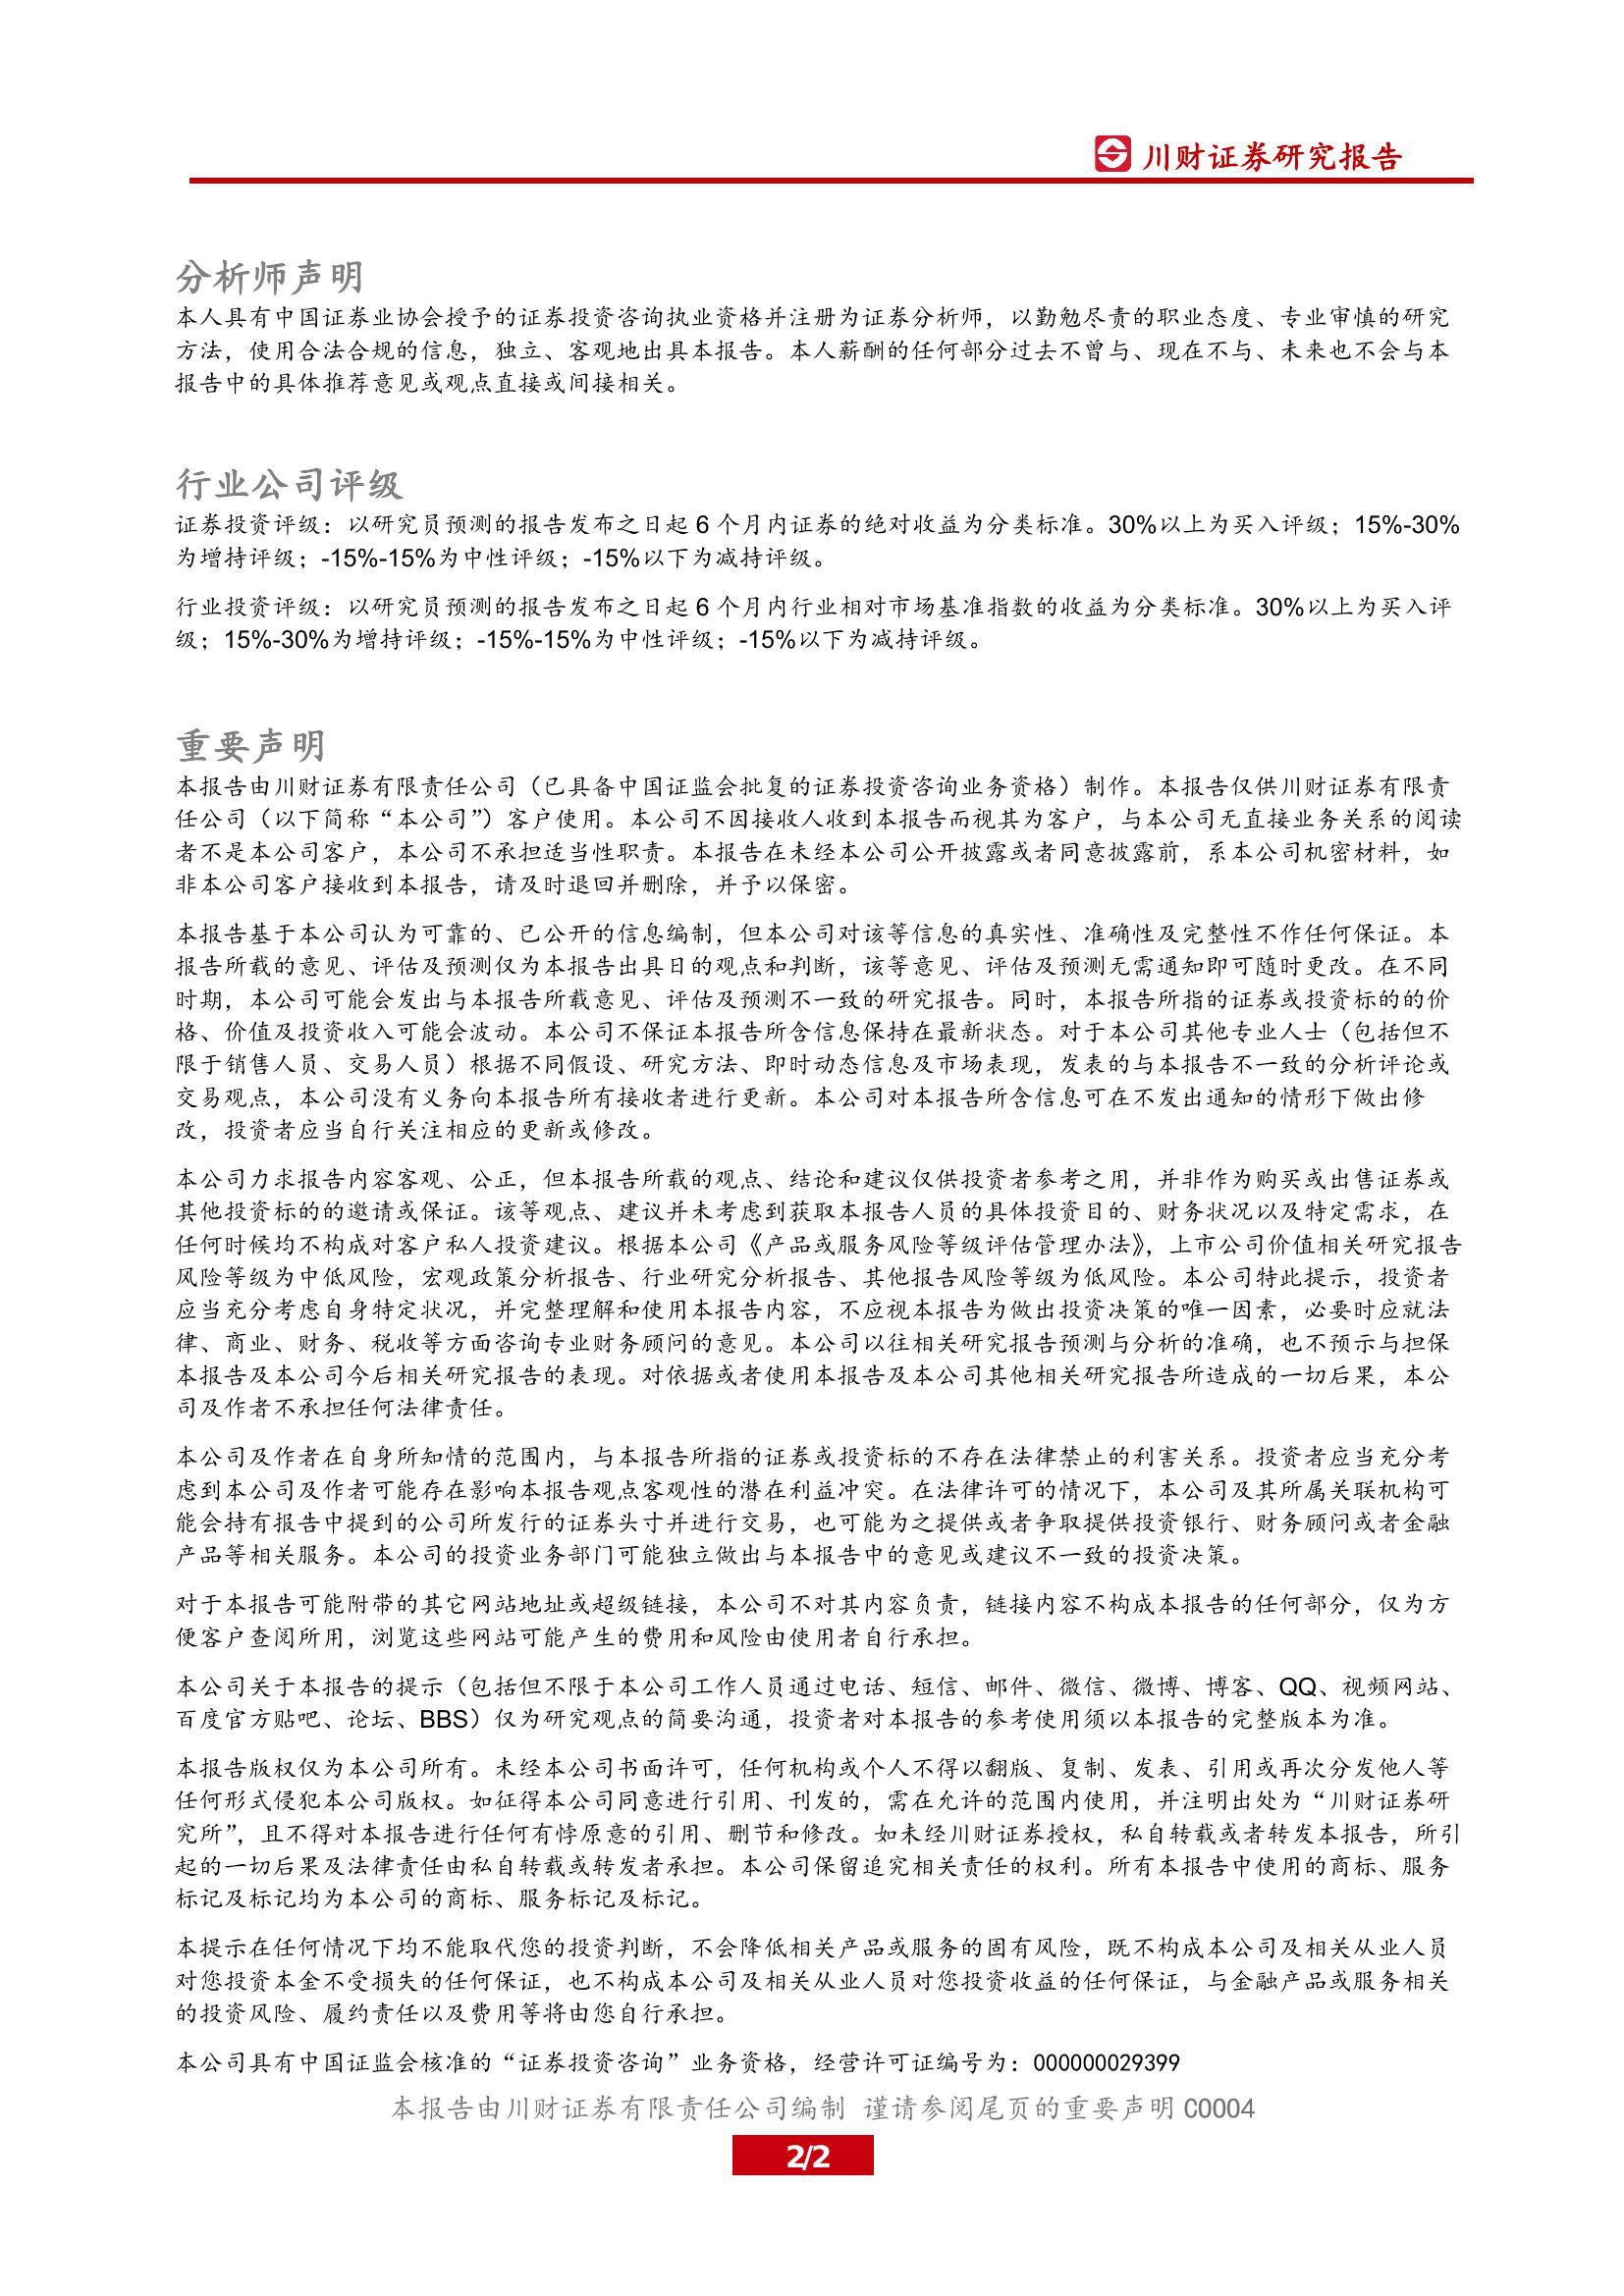 川财证券研究报告
分析师声明
本人具有中国证券业协会授予的证券投资咨询执业资格并注册为证券分析师，以勤勉尽责的职业态度、专业审慎的研究
方法，使用合法合规的信息，独立、客观地出具本报告。本人薪酬的任何部分过去不曾与、现在不与、未来也不会与本
报告中的具体推荐意见或观点直接或间接相关。
行业公司评级
证券投资评级：以研究员预测的报告发布之日起 6 个月内证券的绝对收益为分类标准。30%以上为买入评级；15%-30%
为增持评级；-15%-15%为中性评级；-15%以下为减持评级。
行业投资评级：以研究员预测的报告发布之日起 6 个月内行业相对市场基准指数的收益为分类标准。30%以上为买入评
级；15%-30%为增持评级；-15%-15%为中性评级；-15%以下为减持评级。
重要声明
本报告由川财证券有限责任公司（已具备中国证监会批复的证券投资咨询业务资格）制作。本报告仅供川财证券有限责
任公司（以下简称“本公司”）客户使用。本公司不因接收人收到本报告而视其为客户，与本公司无直接业务关系的阅读
者不是本公司客户，本公司不承担适当性职责。本报告在未经本公司公开披露或者同意披露前，系本公司机密材料，如
非本公司客户接收到本报告，请及时退回并删除，并予以保密。
本报告基于本公司认为可靠的、已公开的信息编制，但本公司对该等信息的真实性、准确性及完整性不作任何保证。本
报告所载的意见、评估及预测仅为本报告出具日的观点和判断，该等意见、评估及预测无需通知即可随时更改。在不同
时期，本公司可能会发出与本报告所载意见、评估及预测不一致的研究报告。同时，本报告所指的证券或投资标的的价
格、价值及投资收入可能会波动。本公司不保证本报告所含信息保持在最新状态。对于本公司其他专业人士（包括但不
限于销售人员、交易人员）根据不同假设、研究方法、即时动态信息及市场表现，发表的与本报告不一致的分析评论或
交易观点，本公司没有义务向本报告所有接收者进行更新。本公司对本报告所含信息可在不发出通知的情形下做出修
改，投资者应当自行关注相应的更新或修改。
本公司力求报告内容客观、公正，但本报告所载的观点、结论和建议仅供投资者参考之用，并非作为购买或出售证券或
其他投资标的的邀请或保证。该等观点、建议并未考虑到获取本报告人员的具体投资目的、财务状况以及特定需求，在
任何时候均不构成对客户私人投资建议。根据本公司《产品或服务风险等级评估管理办法》，上市公司价值相关研究报告
风险等级为中低风险，宏观政策分析报告、行业研究分析报告、其他报告风险等级为低风险。本公司特此提示，投资者
应当充分考虑自身特定状况，并完整理解和使用本报告内容，不应视本报告为做出投资决策的唯一因素，必要时应就法
律、商业、财务、税收等方面咨询专业财务顾问的意见。本公司以往相关研究报告预测与分析的准确，也不预示与担保
本报告及本公司今后相关研究报告的表现。对依据或者使用本报告及本公司其他相关研究报告所造成的一切后果，本公
司及作者不承担任何法律责任。
本公司及作者在自身所知情的范围内，与本报告所指的证券或投资标的不存在法律禁止的利害关系。投资者应当充分考
虑到本公司及作者可能存在影响本报告观点客观性的潜在利益冲突。在法律许可的情况下，本公司及其所属关联机构可
能会持有报告中提到的公司所发行的证券头寸并进行交易，也可能为之提供或者争取提供投资银行、财务顾问或者金融
产品等相关服务。本公司的投资业务部门可能独立做出与本报告中的意见或建议不一致的投资决策。
对于本报告可能附带的其它网站地址或超级链接，本公司不对其内容负责，链接内容不构成本报告的任何部分，仅为方
便客户查阅所用，浏览这些网站可能产生的费用和风险由使用者自行承担。
本公司关于本报告的提示（包括但不限于本公司工作人员通过电话、短信、邮件、微信、微博、博客、QQ、视频网站、
百度官方贴吧、论坛、BBS）仅为研究观点的简要沟通，投资者对本报告的参考使用须以本报告的完整版本为准。
本报告版权仅为本公司所有。未经本公司书面许可，任何机构或个人不得以翻版、复制、发表、引用或再次分发他人等
任何形式侵犯本公司版权。如征得本公司同意进行引用、刊发的，需在允许的范围内使用，并注明出处为“川财证券研
究所”，且不得对本报告进行任何有悖原意的引用、删节和修改。如未经川财证券授权，私自转载或者转发本报告，所引
起的一切后果及法律责任由私自转载或转发者承担。本公司保留追究相关责任的权利。所有本报告中使用的商标、服务
标记及标记均为本公司的商标、服务标记及标记。
本提示在任何情况下均不能取代您的投资判断，不会降低相关产品或服务的固有风险，既不构成本公司及相关从业人员
对您投资本金不受损失的任何保证，也不构成本公司及相关从业人员对您投资收益的任何保证，与金融产品或服务相关
的投资风险、履约责任以及费用等将由您自行承担。
本公司具有中国证监会核准的“证券投资咨询”业务资格，经营许可证编号为：000000029399
本报告由川财证券有限责任公司编制 谨请参阅尾页的重要声明 C0004
2/2